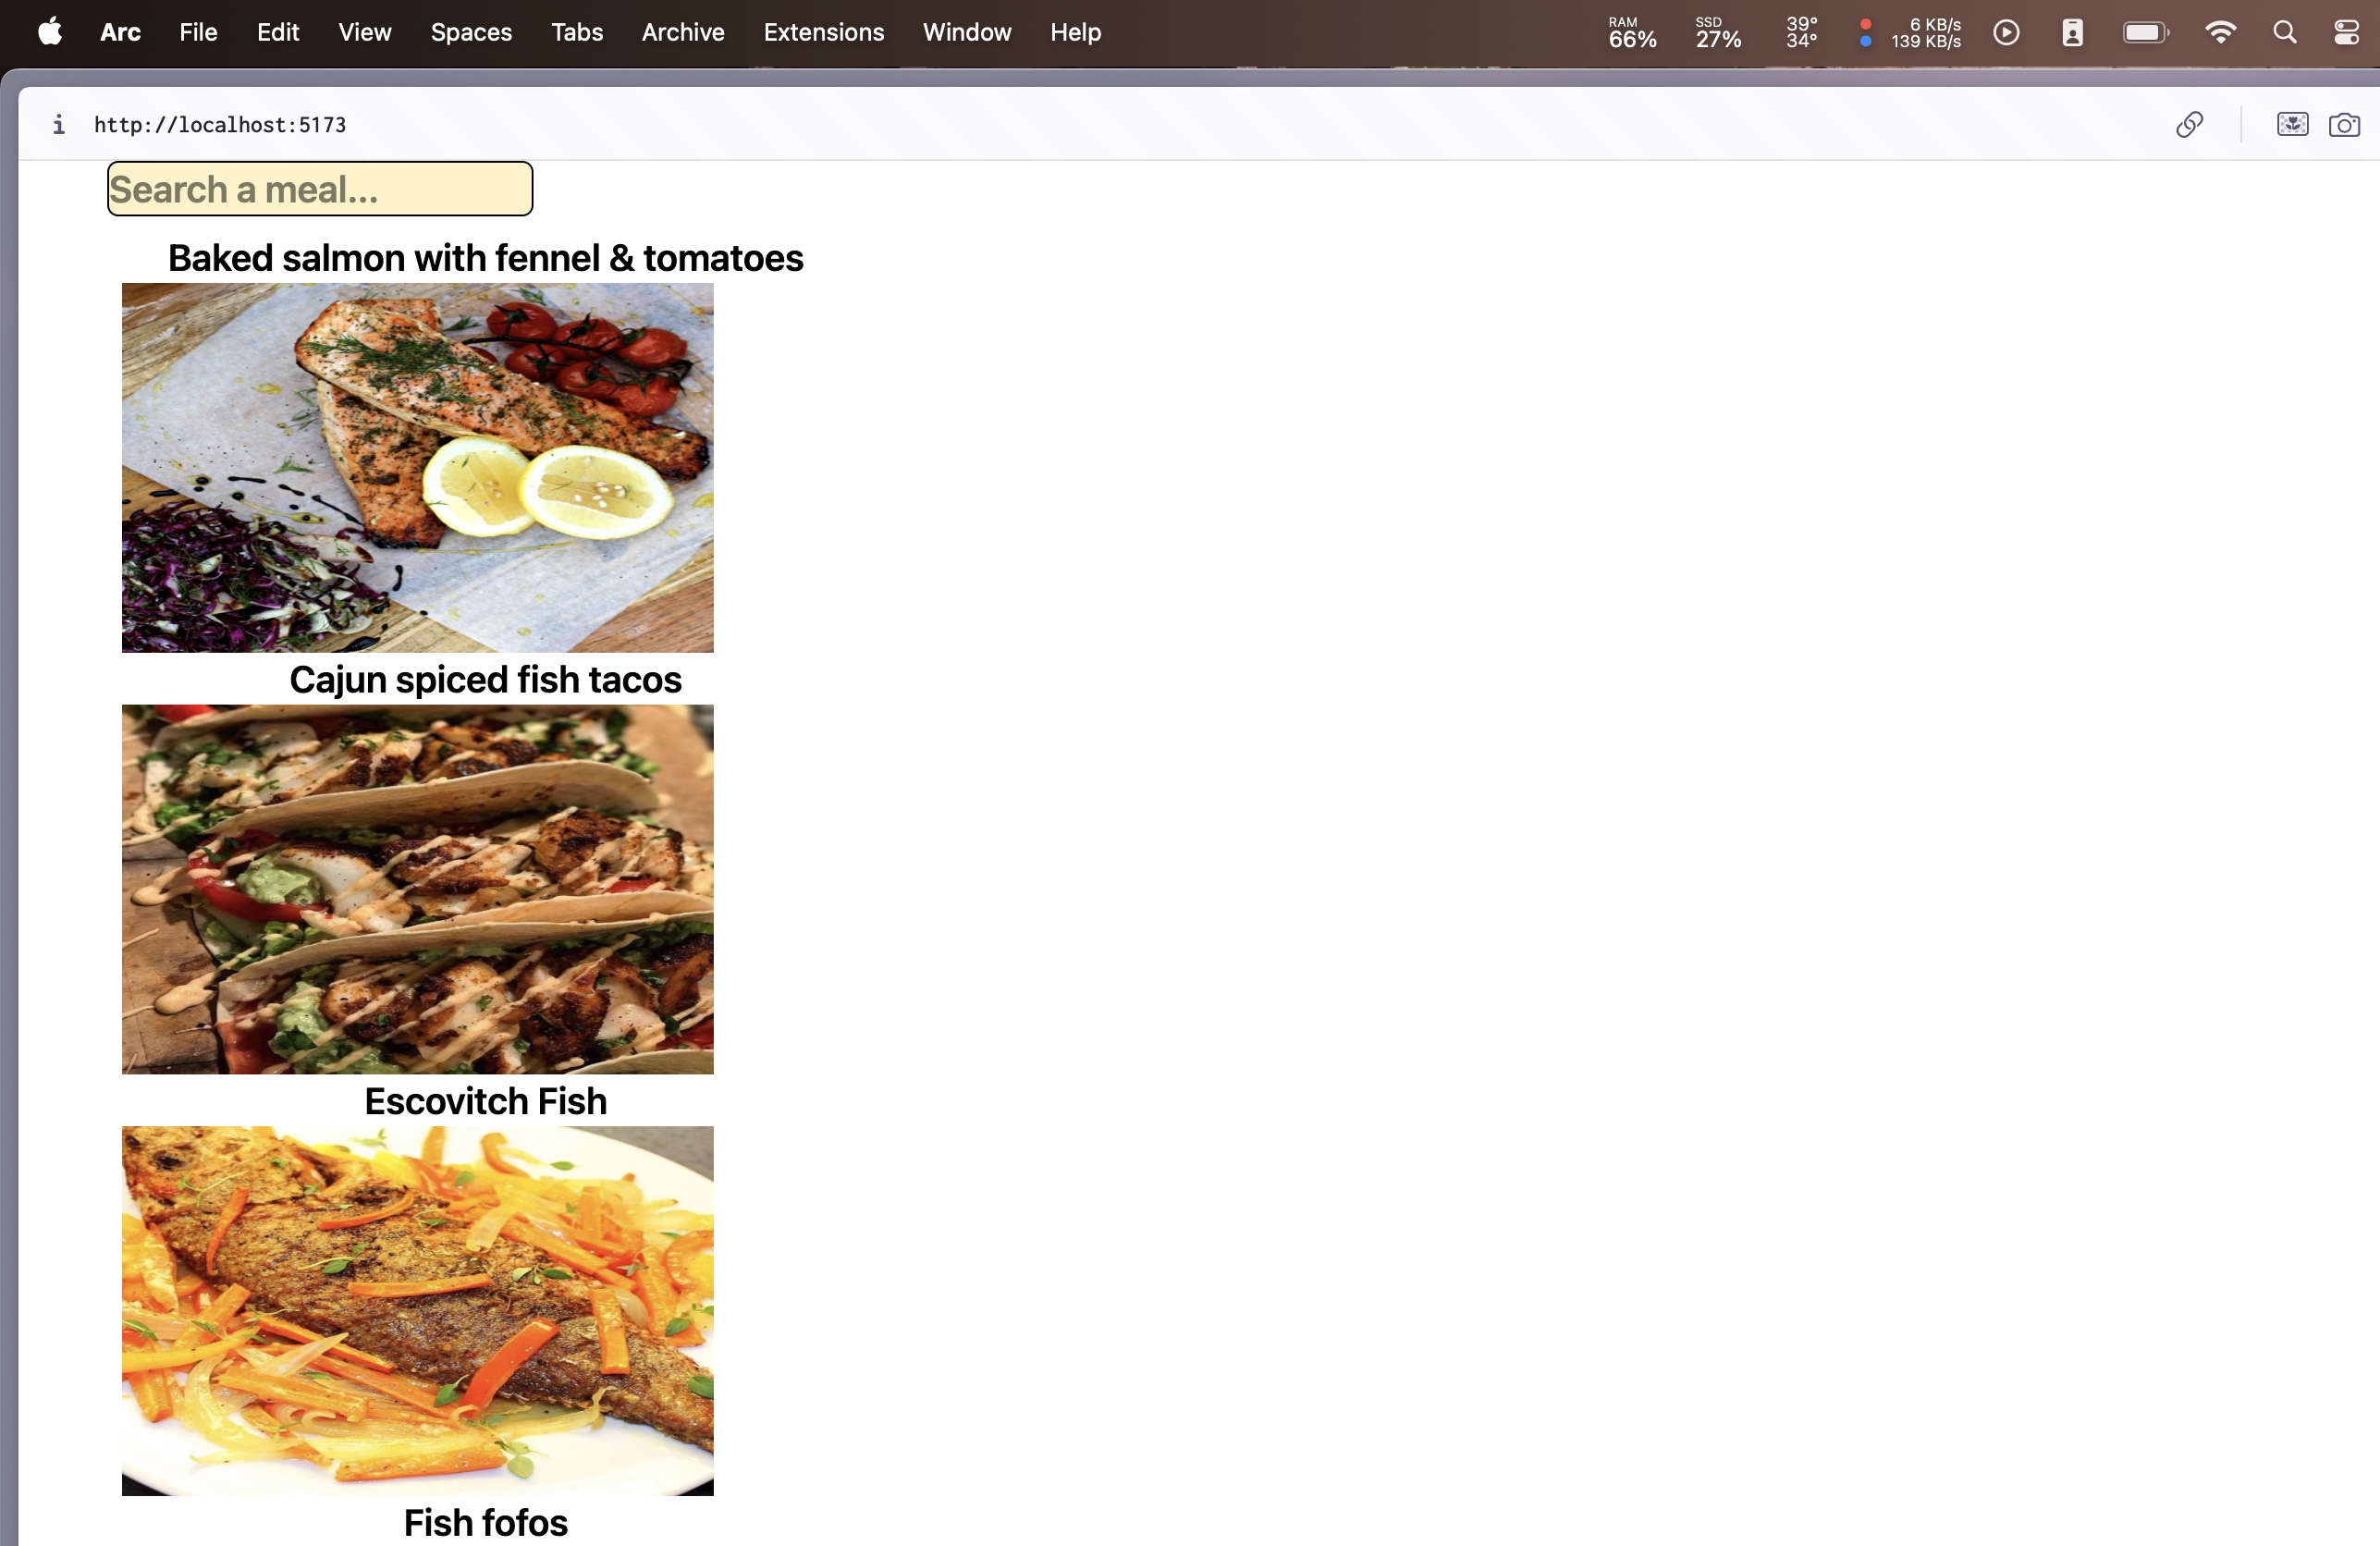 Arc File Edit View Spaces Tabs Archive Extensions Window Help RAM 66% SSD 27% 39° 34° 6 KB/s 139 KB/s
http://localhost:5173
Search a meal...
Baked salmon with fennel & tomatoes
Cajun spiced fish tacos
Escovitch Fish
Fish fofos